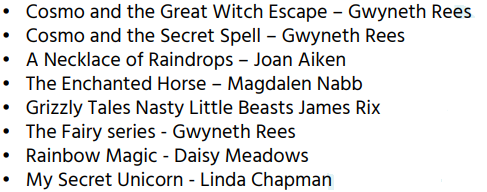 • Cosmo and the Great Witch Escape – Gwyneth Rees
• Cosmo and the Secret Spell – Gwyneth Rees
• A Necklace of Raindrops – Joan Aiken
• The Enchanted Horse – Magdalen Nabb
• Grizzly Tales Nasty Little Beasts James Rix
• The Fairy series - Gwyneth Rees
• Rainbow Magic - Daisy Meadows
• My Secret Unicorn - Linda Chapman